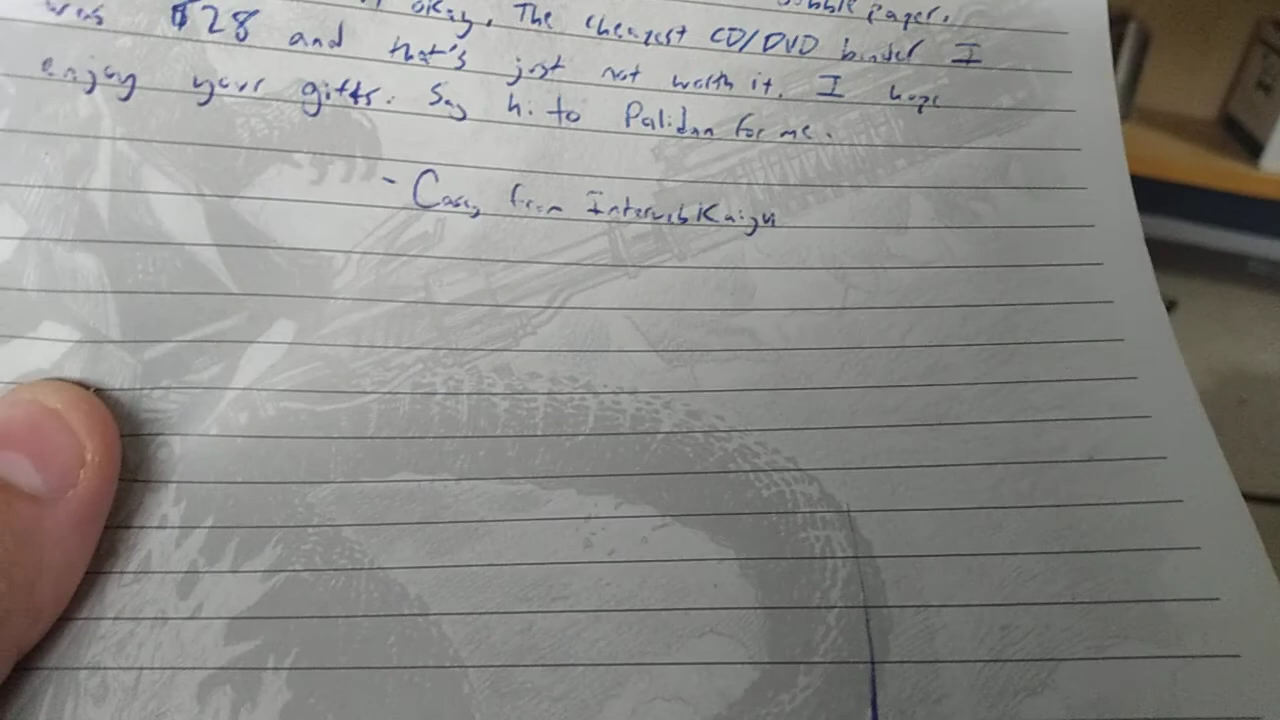 okay. The cheapest CD/DVD binder I
was $28 and that's just not worth it. I hope
enjoy your gifts. Say hi to Palidan for me.
- Casey from InterwebKaiju